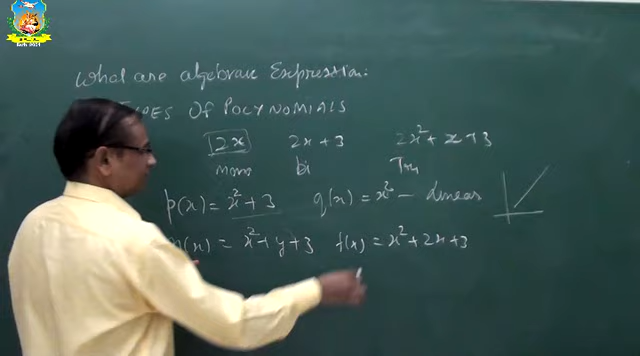 What are algebraic Expression:
TYPES OF POLYNOMIALS
2x 2x + 3 2x² + x + 3
Mono bi Tri
p(x) = x² + 3 q(x) = x² - Linear
(x) = x² + y + 3 f(x) = x² + 2x + 3